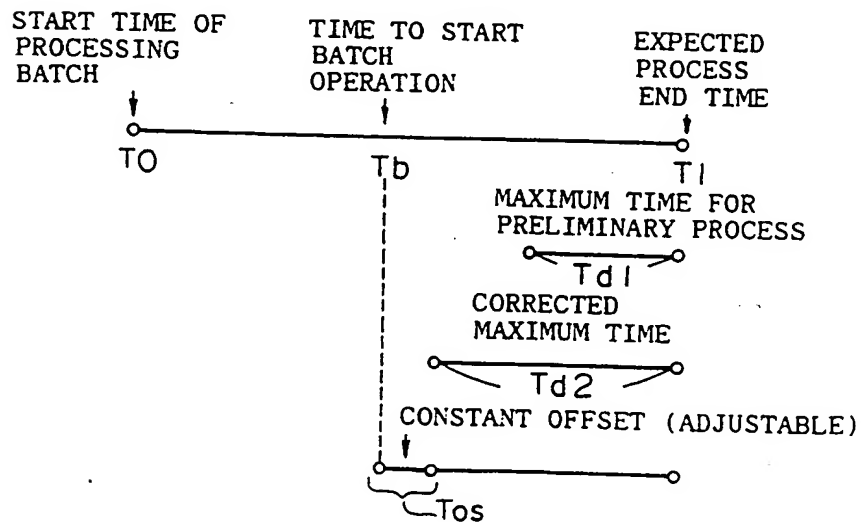 START TIME OF
PROCESSING
BATCH
TIME TO START
BATCH
OPERATION
EXPECTED
PROCESS
END TIME
T0
Tb
T1
MAXIMUM TIME FOR
PRELIMINARY PROCESS
Td1
CORRECTED
MAXIMUM TIME
Td2
CONSTANT OFFSET (ADJUSTABLE)
Tos